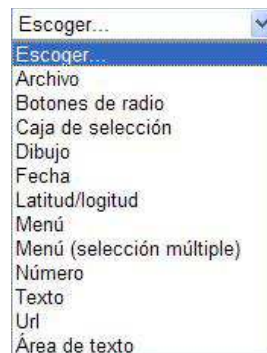 Escoger...
Escoger...
Archivo
Botones de radio
Caja de selección
Dibujo
Fecha
Latitud/logitud
Menú
Menú (selección múltiple)
Número
Texto
Url
Área de texto